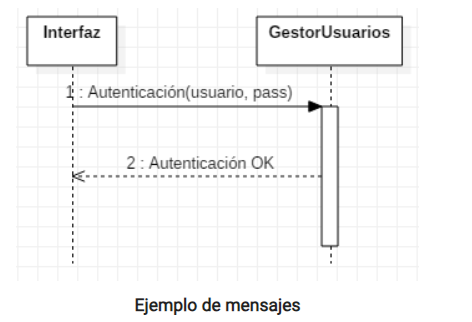 Interfaz
GestorUsuarios
1 : Autenticación(usuario, pass)
2 : Autenticación OK
Ejemplo de mensajes